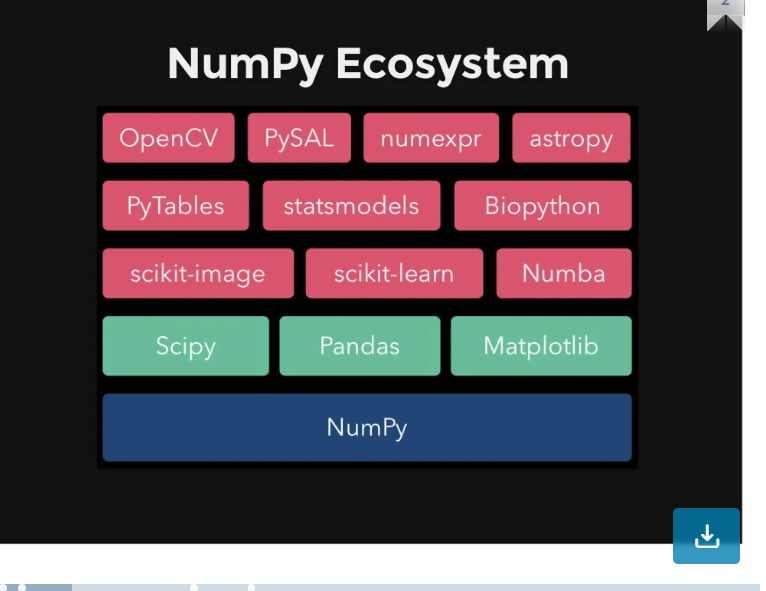 2
NumPy Ecosystem
OpenCV PySAL numexpr astropy
PyTables statsmodels Biopython
scikit-image scikit-learn Numba
Scipy Pandas Matplotlib
NumPy